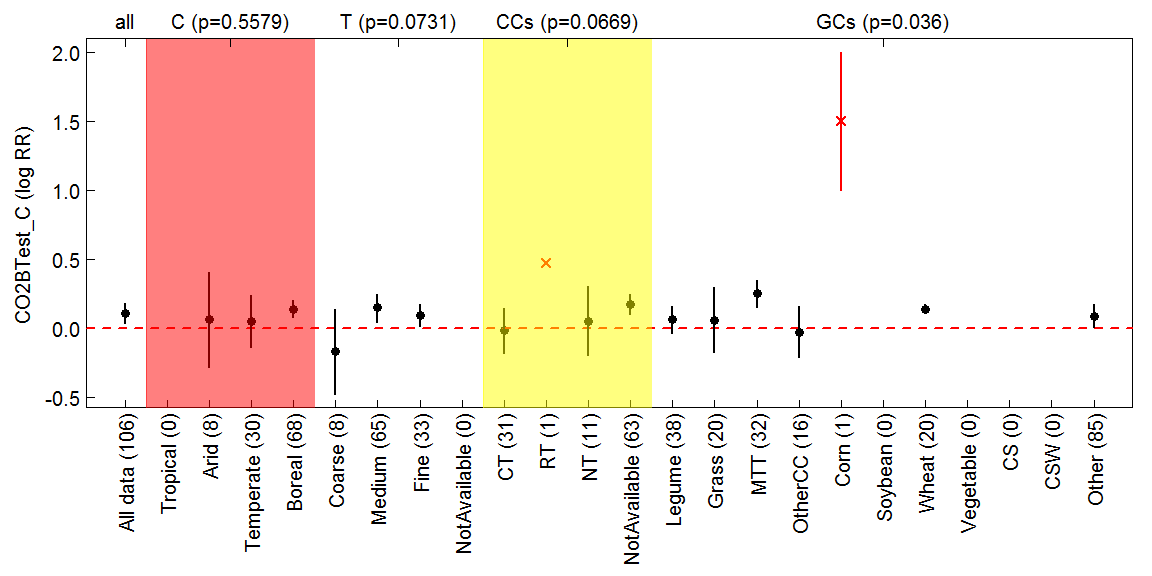 all C (p=0.5579) T (p=0.0731) CCs (p=0.0669) GCs (p=0.036)
CO2BTest_C (log RR)
2.0
1.5
1.0
0.5
0.0
-0.5
All data (106)
Tropical (0)
Arid (8)
Temperate (30)
Boreal (68)
Coarse (8)
Medium (65)
Fine (33)
NotAvailable (0)
CT (31)
RT (1)
NT (11)
NotAvailable (63)
Legume (38)
Grass (20)
MTT (32)
OtherCC (16)
Corn (1)
Soybean (0)
Wheat (20)
Vegetable (0)
CS (0)
CSW (0)
Other (85)